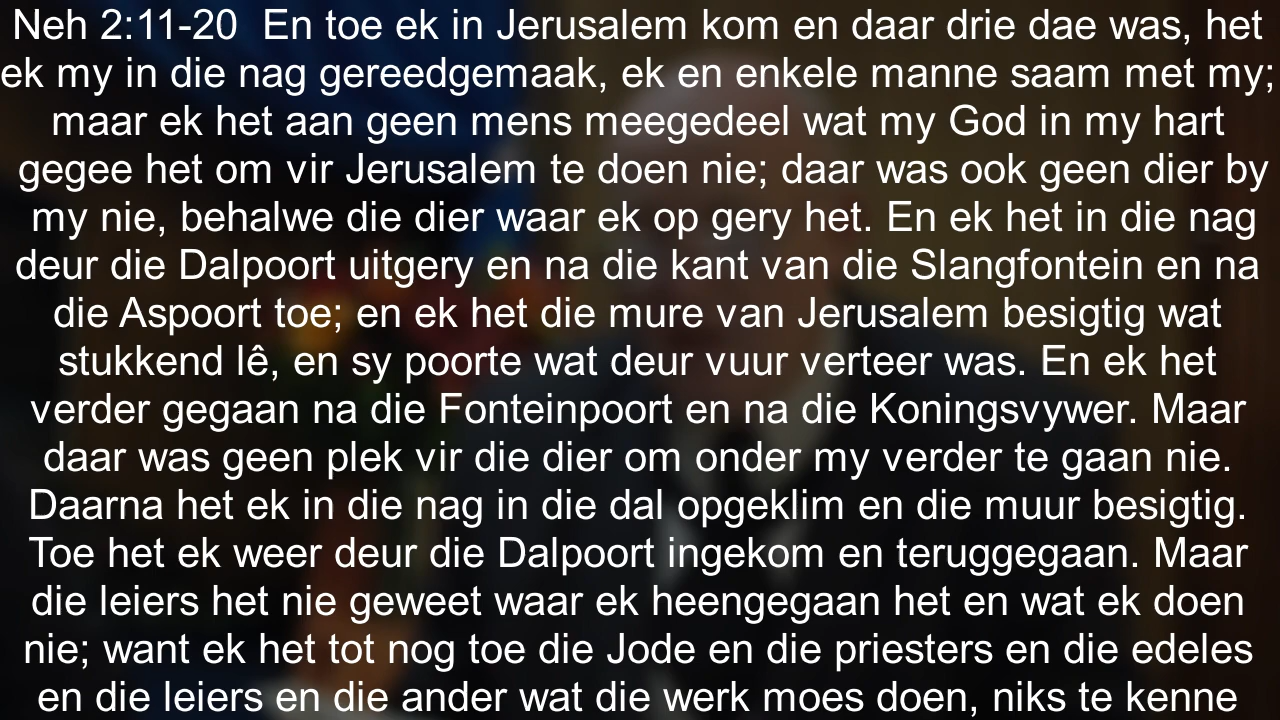 Neh 2:11-20  En toe ek in Jerusalem kom en daar drie dae was, het
ek my in die nag gereedgemaak, ek en enkele manne saam met my;
maar ek het aan geen mens meegedeel wat my God in my hart
gegee het om vir Jerusalem te doen nie; daar was ook geen dier by
my nie, behalwe die dier waar ek op gery het. En ek het in die nag
deur die Dalpoort uitgery en na die kant van die Slangfontein en na
die Aspoort toe; en ek het die mure van Jerusalem besigtig wat
stukkend lê, en sy poorte wat deur vuur verteer was. En ek het
verder gegaan na die Fonteinpoort en na die Koningsvywer. Maar
daar was geen plek vir die dier om onder my verder te gaan nie.
Daarna het ek in die nag in die dal opgeklim en die muur besigtig.
Toe het ek weer deur die Dalpoort ingekom en teruggegaan. Maar
die leiers het nie geweet waar ek heengegaan het en wat ek doen
nie; want ek het tot nog toe die Jode en die priesters en die edeles
en die leiers en die ander wat die werk moes doen, niks te kenne